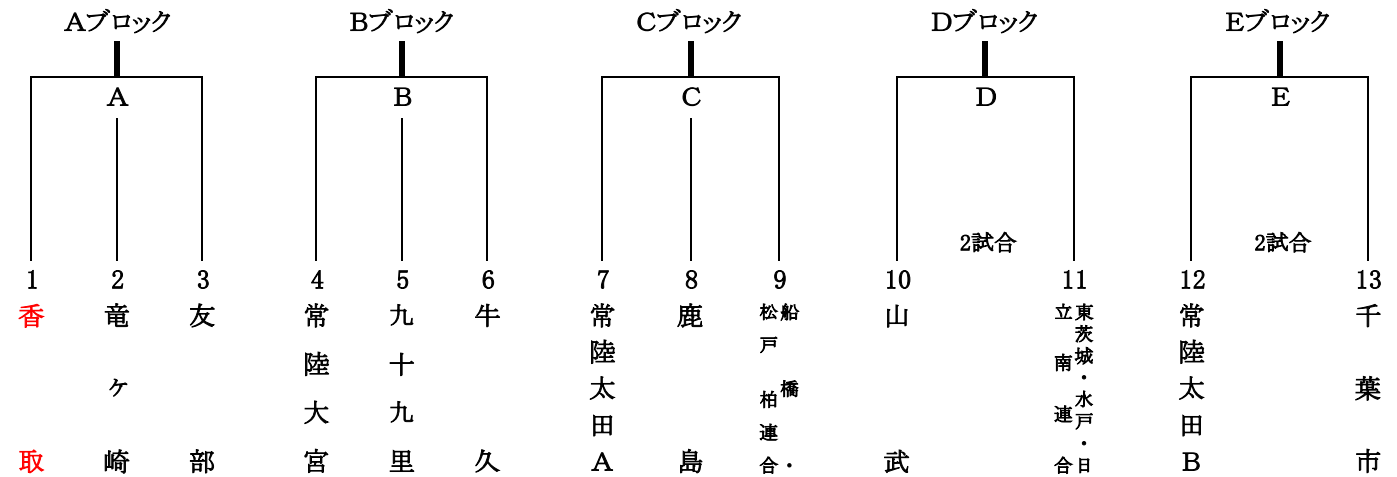 Aブロック
Bブロック
Cブロック
Dブロック
Eブロック
A
B
C
D
E
2試合
2試合
1
2
3
4
5
6
7
8
9
10
11
12
13
香取
竜ヶ崎
友部
常陸大宮
九十九里
牛久
常陸太田A
鹿島
船橋・
松戸柏連合
山武
東茨城・水戸・日
立南連合
常陸太田B
千葉市